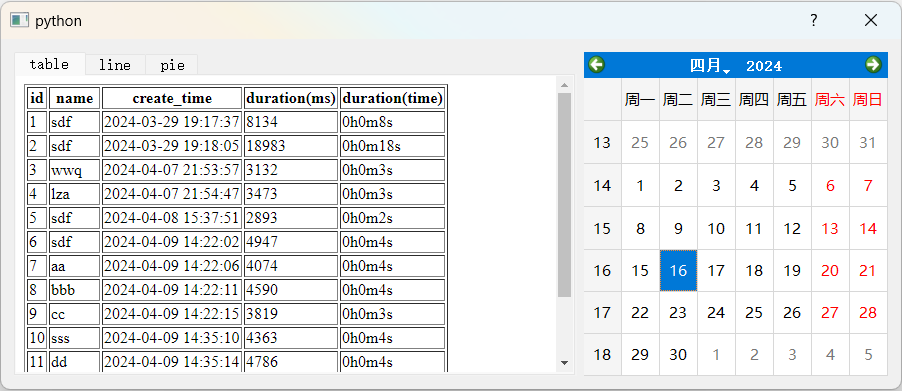 python ?
table line pie
id name create_time duration(ms) duration(time)
1 sdf 2024-03-29 19:17:37 8134 0h0m8s
2 sdf 2024-03-29 19:18:05 18983 0h0m18s
3 wwq 2024-04-07 21:53:57 3132 0h0m3s
4 lza 2024-04-07 21:54:47 3473 0h0m3s
5 sdf 2024-04-08 15:37:51 2893 0h0m2s
6 sdf 2024-04-09 14:22:02 4947 0h0m4s
7 aa 2024-04-09 14:22:06 4074 0h0m4s
8 bbb 2024-04-09 14:22:11 4590 0h0m4s
9 cc 2024-04-09 14:22:15 3819 0h0m3s
10 sss 2024-04-09 14:35:10 4363 0h0m4s
11 dd 2024-04-09 14:35:14 4786 0h0m4s
四月, 2024
周一 周二 周三 周四 周五 周六 周日
13 25 26 27 28 29 30 31
14 1 2 3 4 5 6 7
15 8 9 10 11 12 13 14
16 15 16 17 18 19 20 21
17 22 23 24 25 26 27 28
18 29 30 1 2 3 4 5